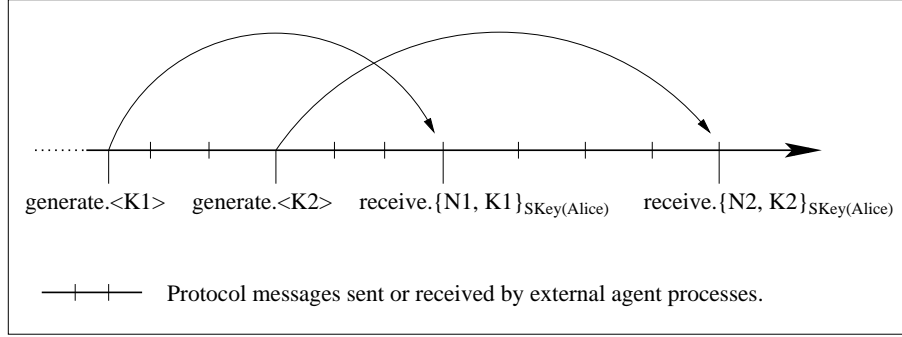 generate.<K1> generate.<K2> receive.{N1, K1}SKey(Alice) receive.{N2, K2}SKey(Alice)
Protocol messages sent or received by external agent processes.